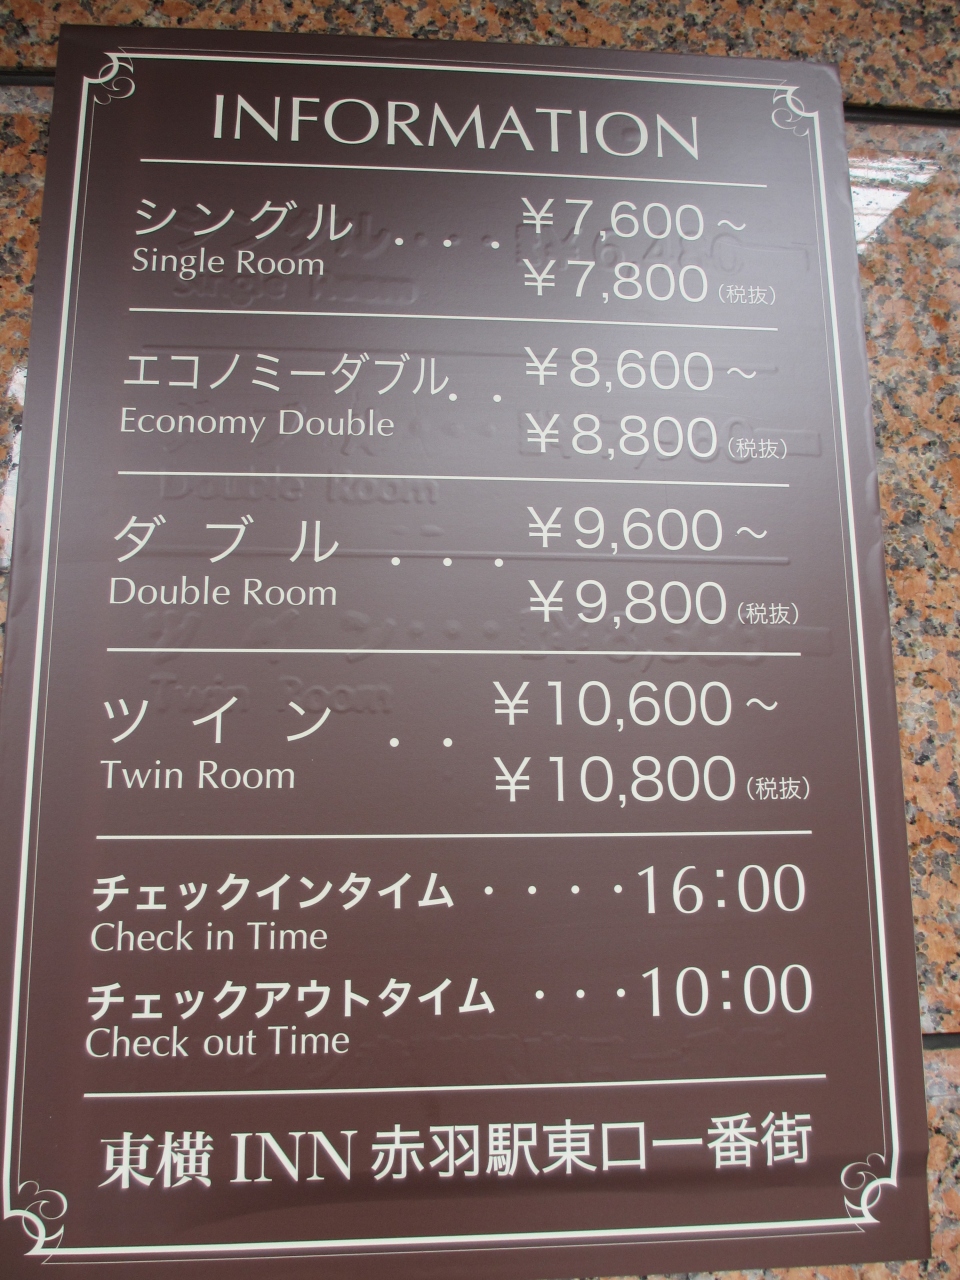 INFORMATION
シングル ‥‥ ¥7,600～
Single Room
¥7,800(税抜)
エコノミーダブル. . ¥8,600～
Economy Double
¥8,800(税抜)
ダブル . . . ¥9,600～
Double Room
¥9,800(税抜)
ツイン . . ¥10,600～
Twin Room
¥10,800(税抜)
チェックインタイム ・・・・16:00
Check in Time
チェックアウトタイム ・・・10:00
Check out Time
東横 INN 赤羽駅東口一番街